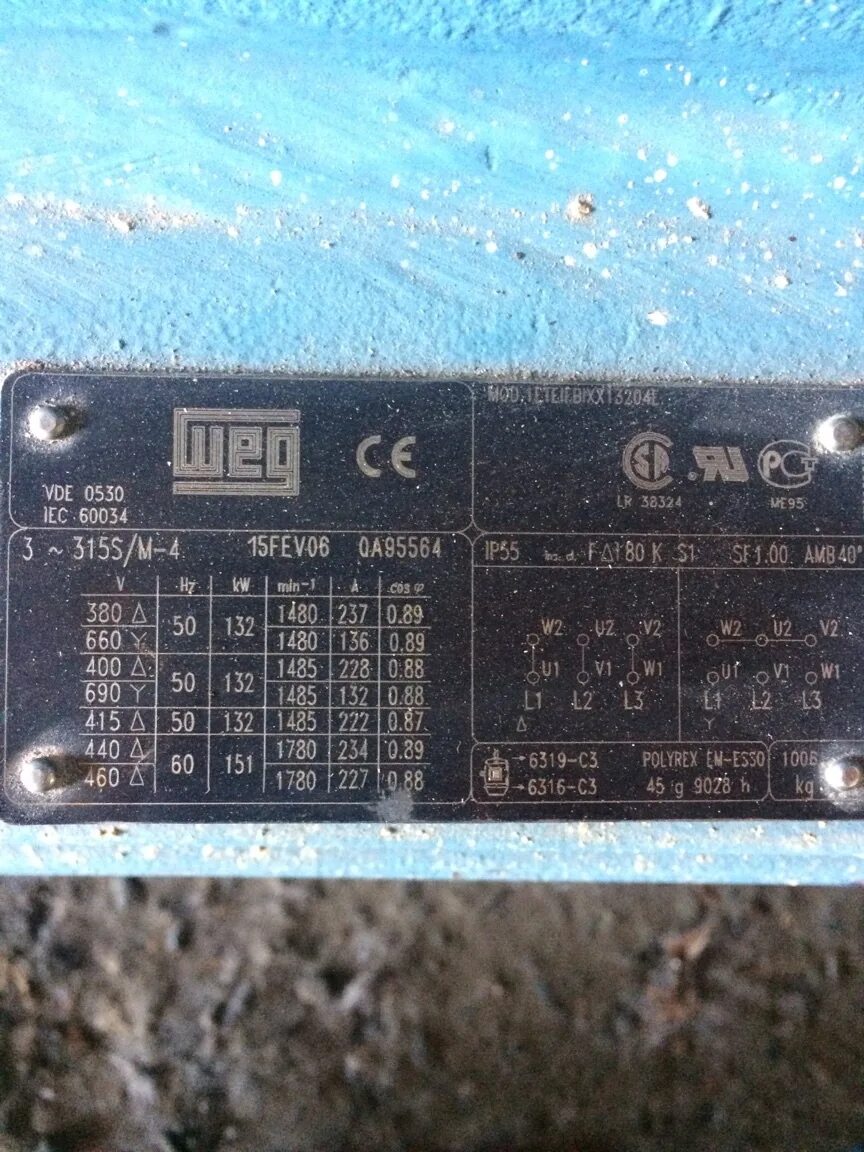 WEG
CE
VDE 0530
IEC 60034
LR 38324
ME95
3 ~ 315S/M-4 15FEV06 QA95564
V Hz kW min-1 A cos φ
380 Δ 50 132 1480 237 0.89
660 Y 1480 136 0.89
400 Δ 50 132 1485 228 0.88
690 Y 1485 132 0.88
415 Δ 50 132 1485 222 0.87
440 Δ 60 151 1780 234 0.89
460 Δ 1780 227 0.88
IP55 Ins.cl. F Δt 80 K S1 SF1.00 AMB 40°
W2 U2 V2
U1 V1 W1
L1 L2 L3
Δ
W2 U2 V2
U1 V1 W1
L1 L2 L3
Y
→6319-C3 POLYREX EM-ESSO
→6316-C3 45 g 9028 h
1006
kg